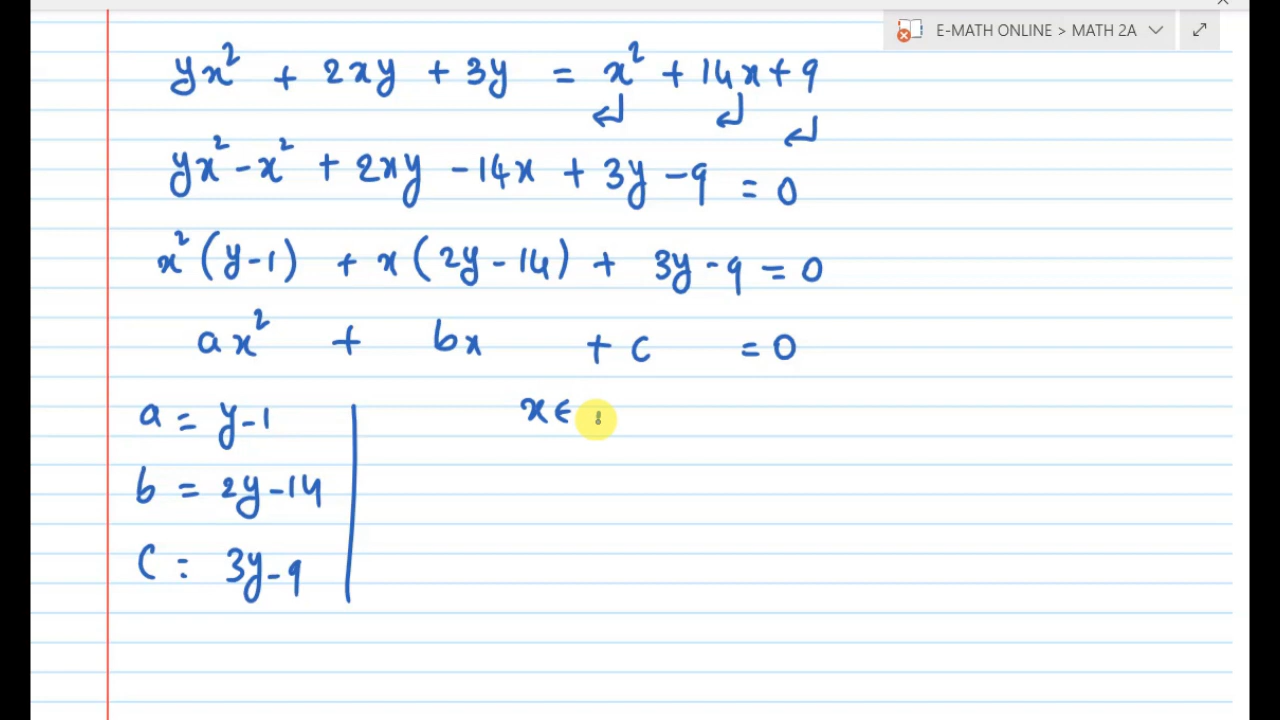 E-MATH ONLINE > MATH 2A
yx² + 2xy + 3y = x² + 14x + 9
yx² - x² + 2xy - 14x + 3y - 9 = 0
x² (y-1) + x (2y - 14) + 3y - 9 = 0
ax² + bx + c = 0
a = y-1
x ∈
b = 2y-14
C = 3y-9